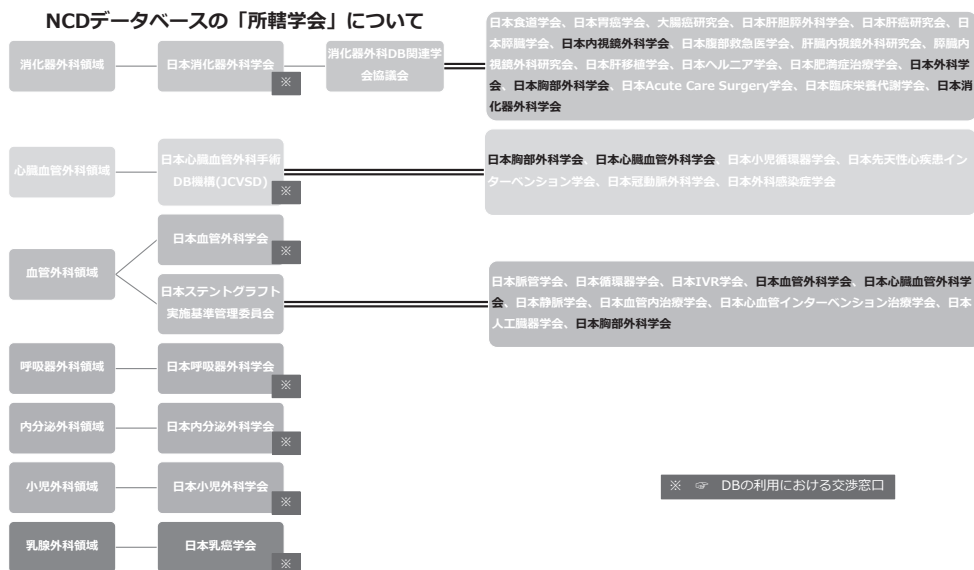 NCDデータベースの「所轄学会」について
消化器外科領域
日本消化器外科学会
※
消化器外科DB関連学
会協議会
日本食道学会、日本胃癌学会、大腸癌研究会、日本肝胆膵外科学会、日本肝癌研究会、日
本膵臓学会、日本内視鏡外科学会、日本腹部救急医学会、肝臓内視鏡外科研究会、膵臓内
視鏡外科研究会、日本肝移植学会、日本ヘルニア学会、日本肥満症治療学会、日本外科学
会、日本胸部外科学会、日本Acute Care Surgery学会、日本臨床栄養代謝学会、日本消
化器外科学会
心臓血管外科領域
日本心臓血管外科手術
DB機構(JCVSD)
※
日本胸部外科学会、日本心臓血管外科学会、日本小児循環器学会、日本先天性心疾患イン
ターベンション学会、日本冠動脈外科学会、日本外科感染症学会
血管外科領域
日本血管外科学会
※
日本ステントグラフト
実施基準管理委員会
日本脈管学会、日本循環器学会、日本IVR学会、日本血管外科学会、日本心臓血管外科学
会、日本静脈学会、日本血管内治療学会、日本心血管インターベンション治療学会、日本
人工臓器学会、日本胸部外科学会
呼吸器外科領域
日本呼吸器外科学会
※
内分泌外科領域
日本内分泌外科学会
※
小児外科領域
日本小児外科学会
※
※ ☞ DBの利用における交渉窓口
乳腺外科領域
日本乳癌学会
※